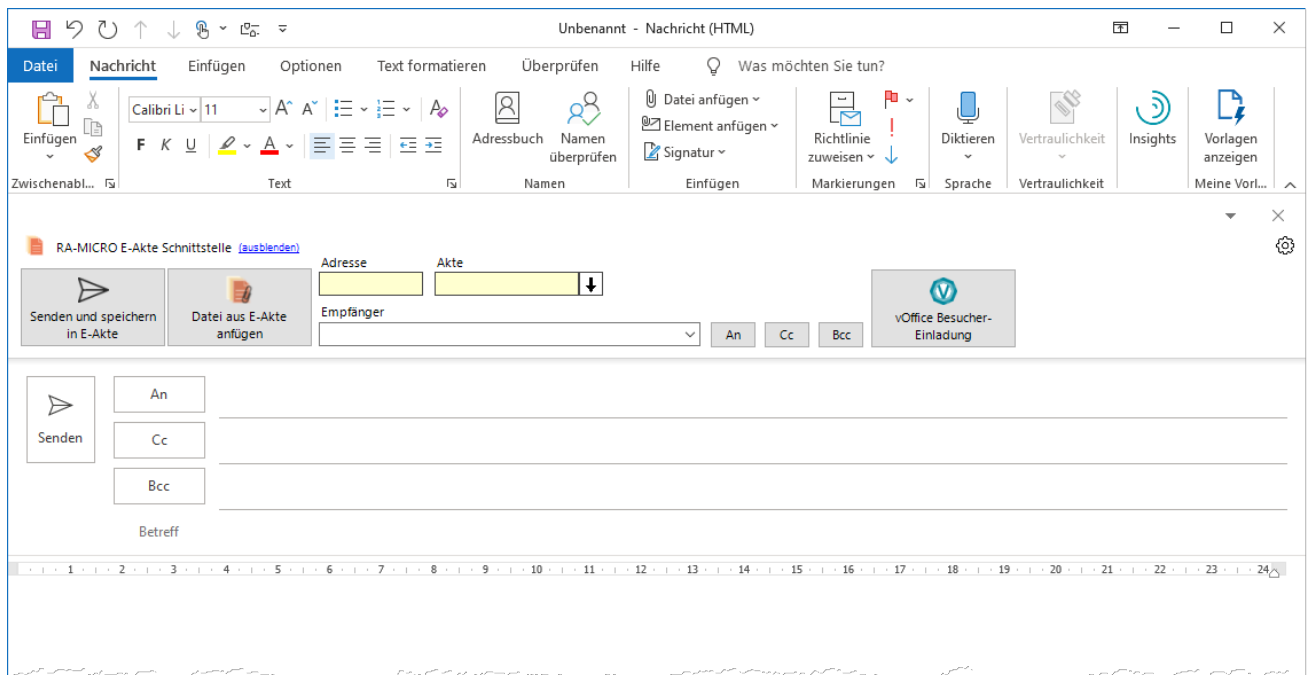 Unbenannt - Nachricht (HTML)
Datei Nachricht Einfügen Optionen Text formatieren Überprüfen Hilfe Was möchten Sie tun?
Einfügen
Zwischenabl...
Calibri Li 11
F K U
Text
Adressbuch
Namen
überprüfen
Namen
Datei anfügen
Element anfügen
Signatur
Einfügen
Richtlinie
zuweisen
Markierungen
Diktieren
Sprache
Vertraulichkeit
Vertraulichkeit
Insights
Vorlagen
anzeigen
Meine Vorl...
RA-MICRO E-Akte Schnittstelle (ausblenden)
Senden und speichern
in E-Akte
Datei aus E-Akte
anfügen
Adresse Akte
Empfänger
An Cc Bcc
vOffice Besucher-
Einladung
Senden
An
Cc
Bcc
Betreff
1 2 3 4 5 6 7 8 9 10 11 12 13 14 15 16 17 18 19 20 21 22 23 24